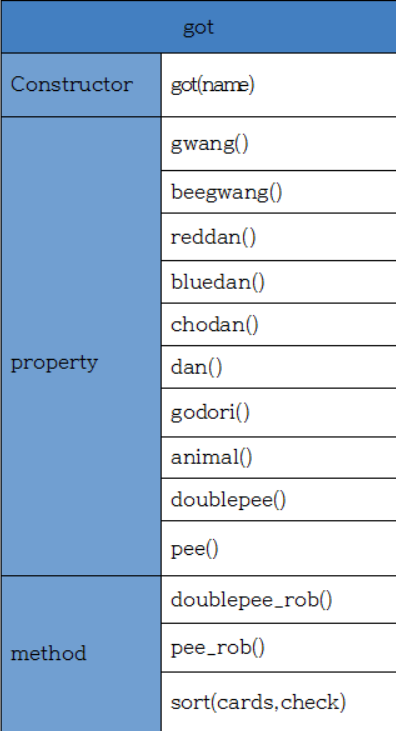 got
Constructor
got(name)
property
gwang()
beegwang()
reddan()
bluedan()
chodan()
dan()
godori()
animal()
doublepee()
pee()
method
doublepee_rob()
pee_rob()
sort(cards,check)